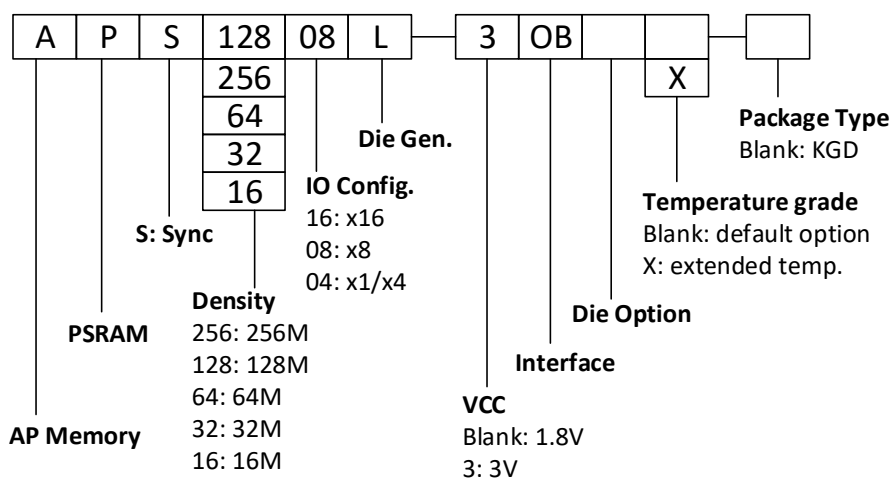 A P S 128 08 L 3 OB
256 X
64
32
16
Die Gen.
Package Type
Blank: KGD
IO Config.
16: x16
08: x8
04: x1/x4
Temperature grade
Blank: default option
X: extended temp.
S: Sync
Density
256: 256M
128: 128M
64: 64M
32: 32M
16: 16M
Die Option
PSRAM
Interface
VCC
Blank: 1.8V
3: 3V
AP Memory